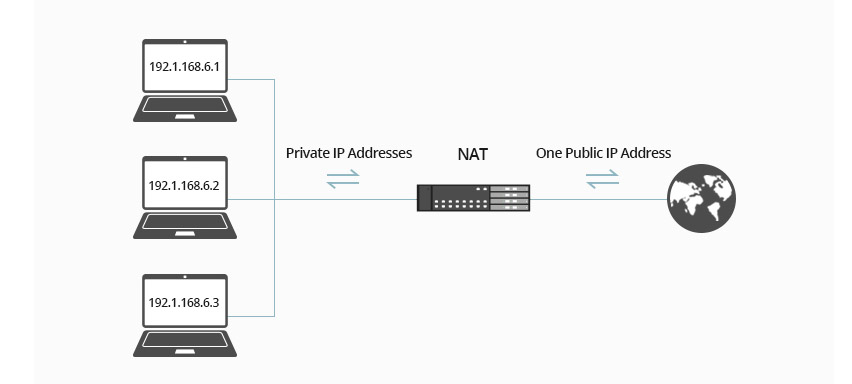 192.1.168.6.1
Private IP Addresses
NAT
One Public IP Address
192.1.168.6.2
192.1.168.6.3